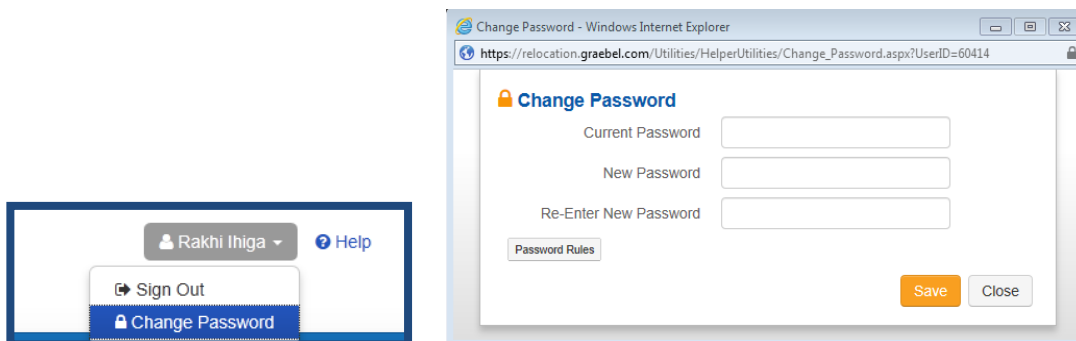 Rakhi Ihiga
Help
Sign Out
Change Password
Change Password - Windows Internet Explorer
https://relocation.graebel.com/Utilities/HelperUtilities/Change_Password.aspx?UserID=60414
Change Password
Current Password
New Password
Re-Enter New Password
Password Rules
Save Close